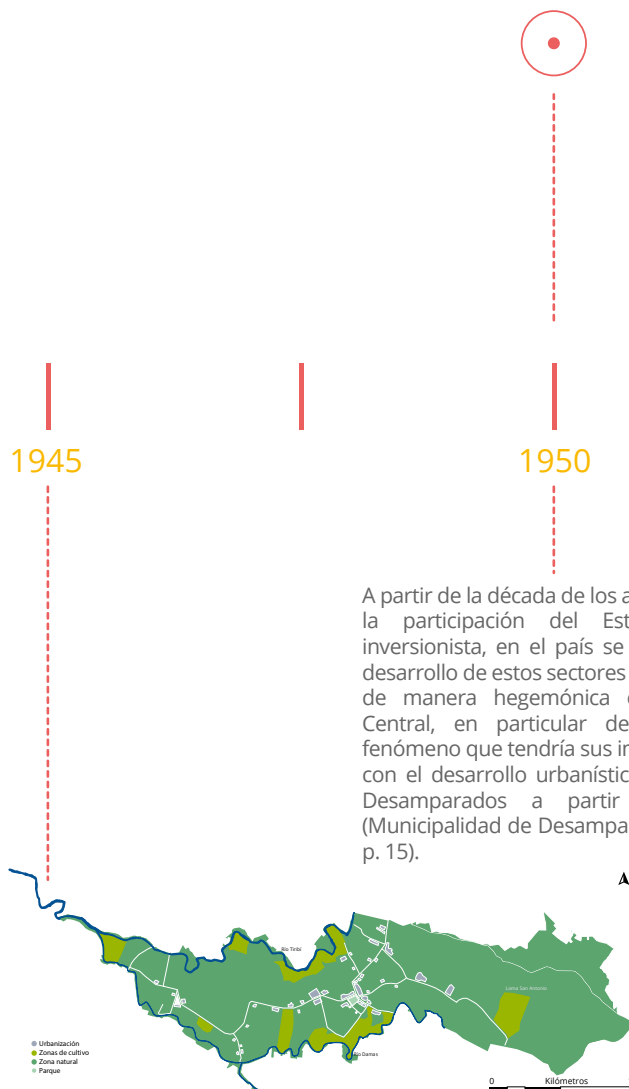 1945
1950
A partir de la década de los a
la participación del Est
inversionista, en el país se
desarrollo de estos sectores
de manera hegemónica
Central, en particular de
fenómeno que tendría sus in
con el desarrollo urbanístic
Desamparados a partir
(Municipalidad de Desampa
p. 15).
Río Tiribí
Loma San Antonio
Río Damas
Urbanización
Zonas de cultivo
Zona natural
Parque
0 Kilómetros